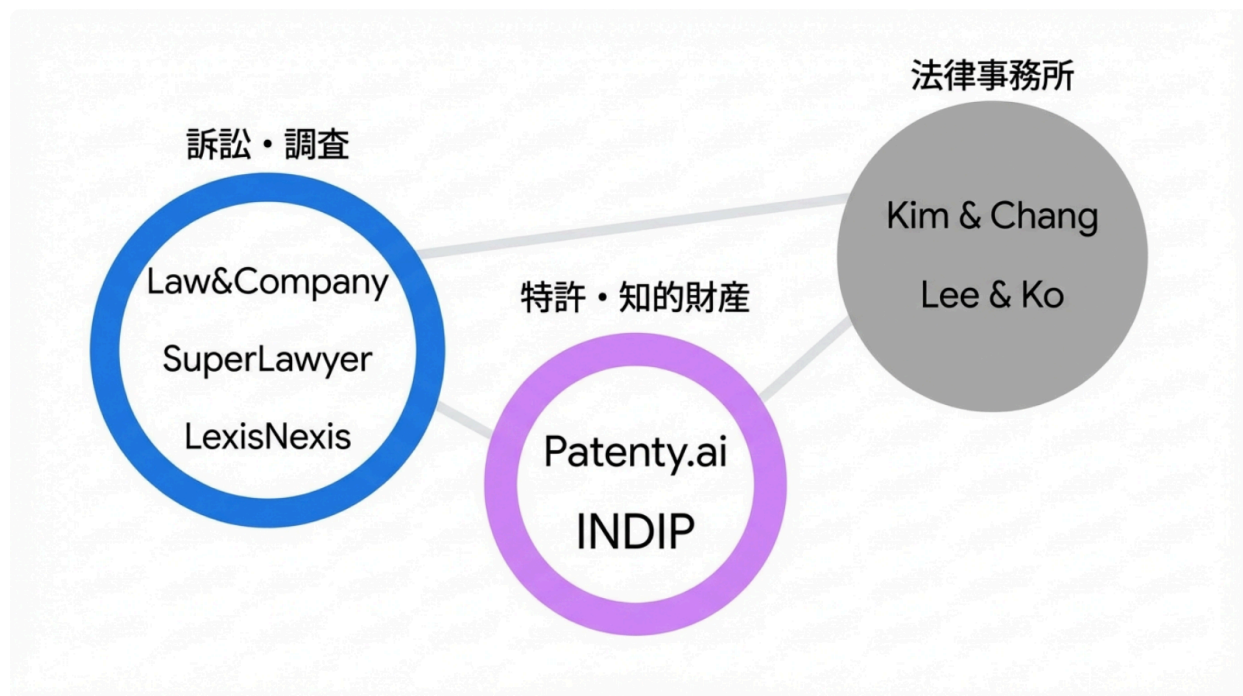 訴訟・調査
Law&Company
SuperLawyer
LexisNexis
特許・知的財産
Patenty.ai
INDIP
法律事務所
Kim & Chang
Lee & Ko